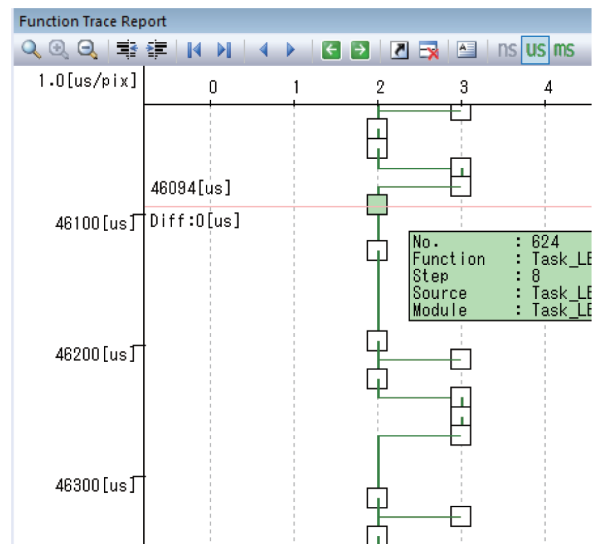 Function Trace Report
ns us ms
1.0[us/pix]
0 1 2 3 4
46094[us]
46100[us]
Diff:0[us]
No. : 624
Function : Task_LE
Step : 8
Source : Task_LE
Module : Task_LE
46200[us]
46300[us]